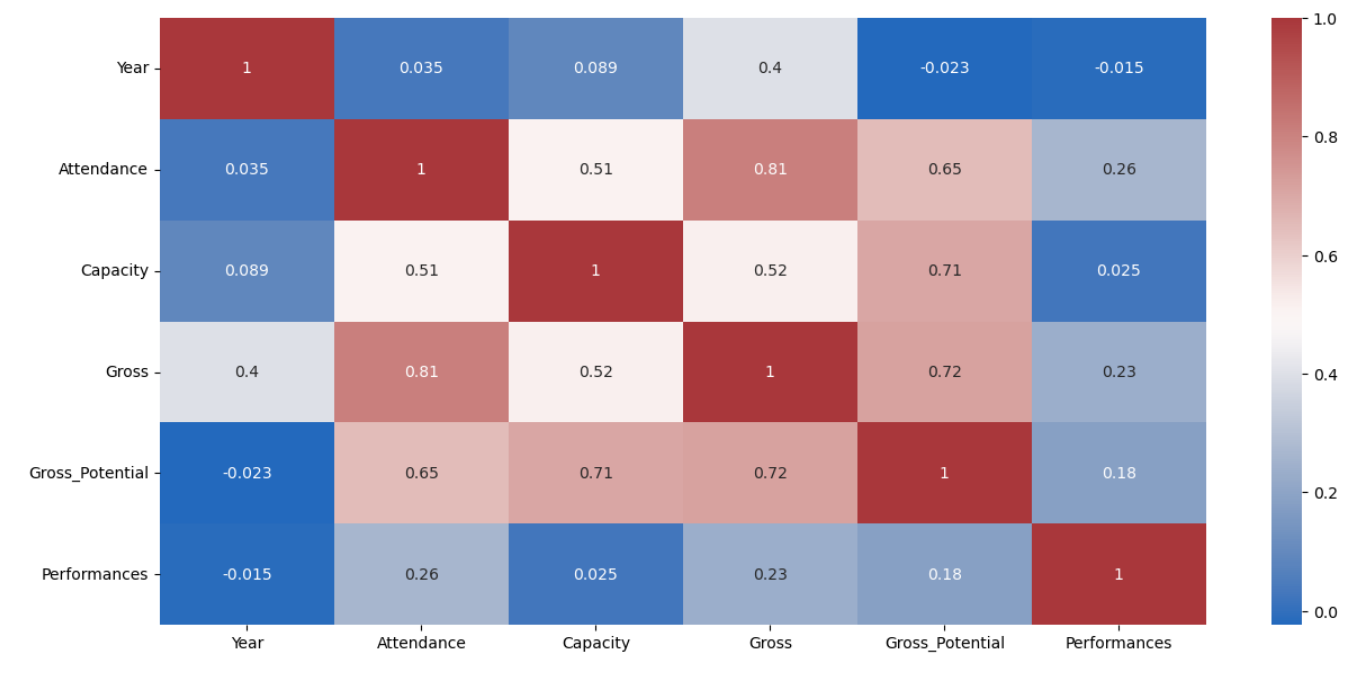 1.0
Year 1 0.035 0.089 0.4 -0.023 -0.015
0.8
Attendance 0.035 1 0.51 0.81 0.65 0.26
0.6
Capacity 0.089 0.51 1 0.52 0.71 0.025
0.4
Gross 0.4 0.81 0.52 1 0.72 0.23
Gross_Potential -0.023 0.65 0.71 0.72 1 0.18
0.2
Performances -0.015 0.26 0.025 0.23 0.18 1
0.0
Year Attendance Capacity Gross Gross_Potential Performances